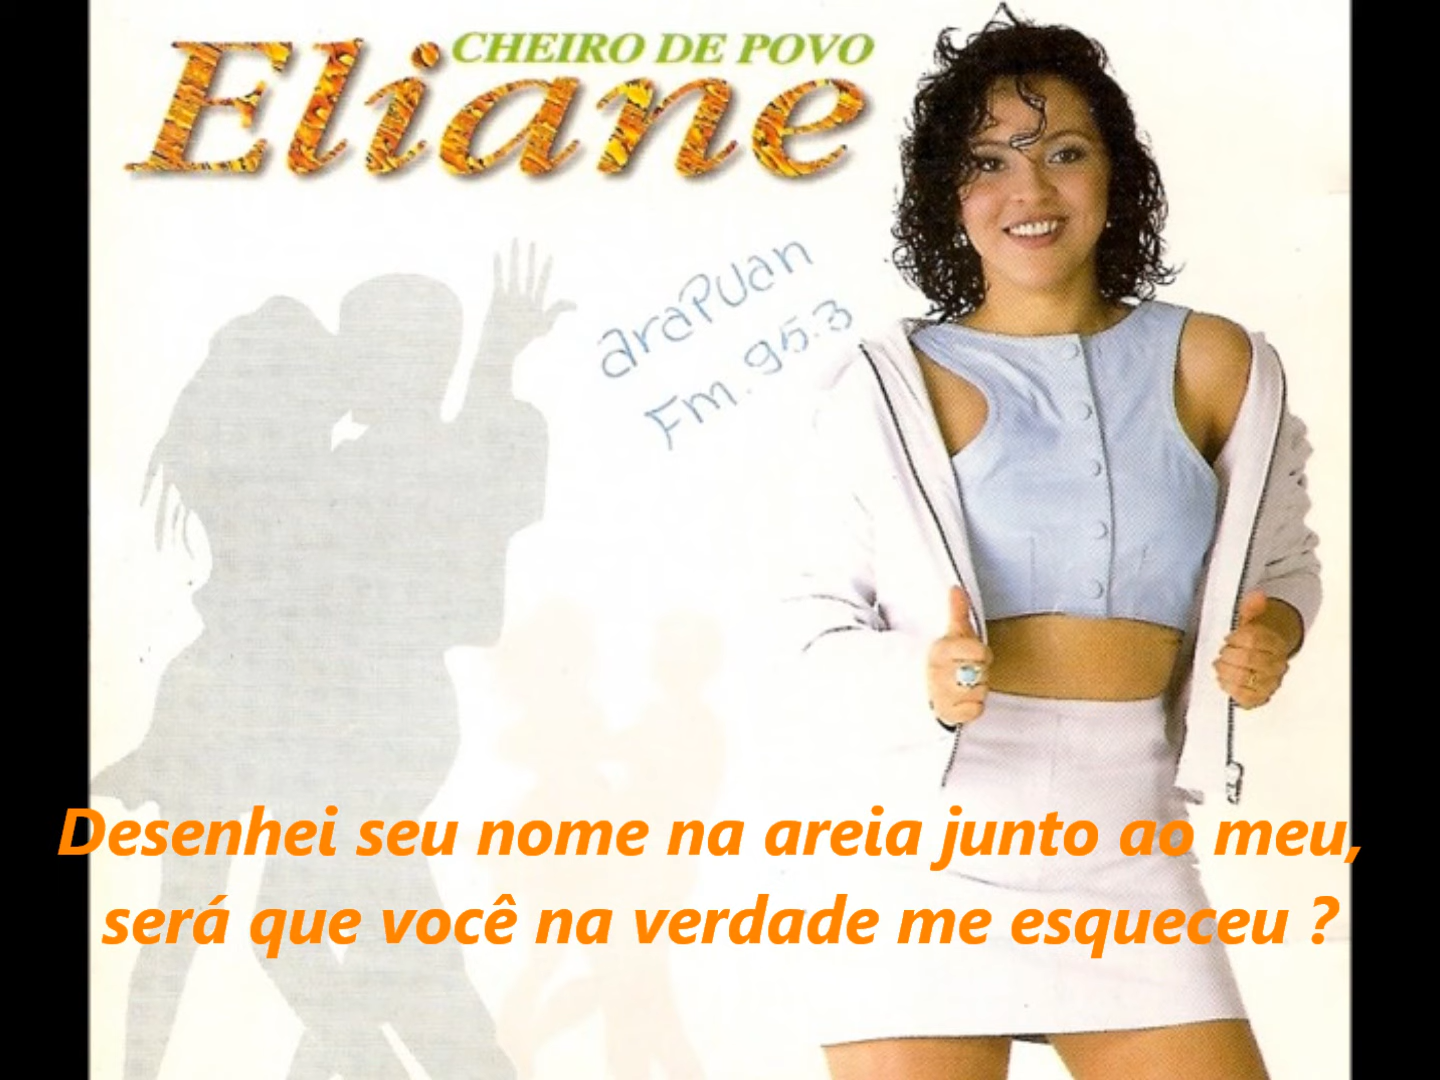 CHEIRO DE POVO
Eliane
araPUan
Fm. 95.3
Desenhei seu nome na areia junto ao meu,
será que você na verdade me esqueceu ?